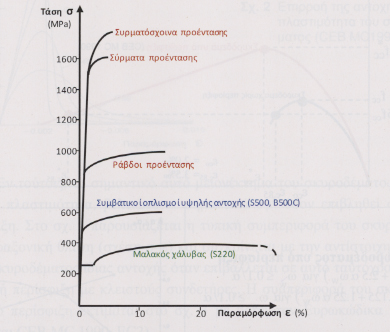 Τάση σ
(MPa)
Συρματόσχοινα προέντασης
1600
Σύρματα προέντασης
1400
1200
1000
Ράβδοι προέντασης
800
Συμβατικοί οπλισμοί υψηλής αντοχής (S500, B500C)
600
400
Μαλακός χάλυβας (S220)
200
0 10 20 Παραμόρφωση ε (%)